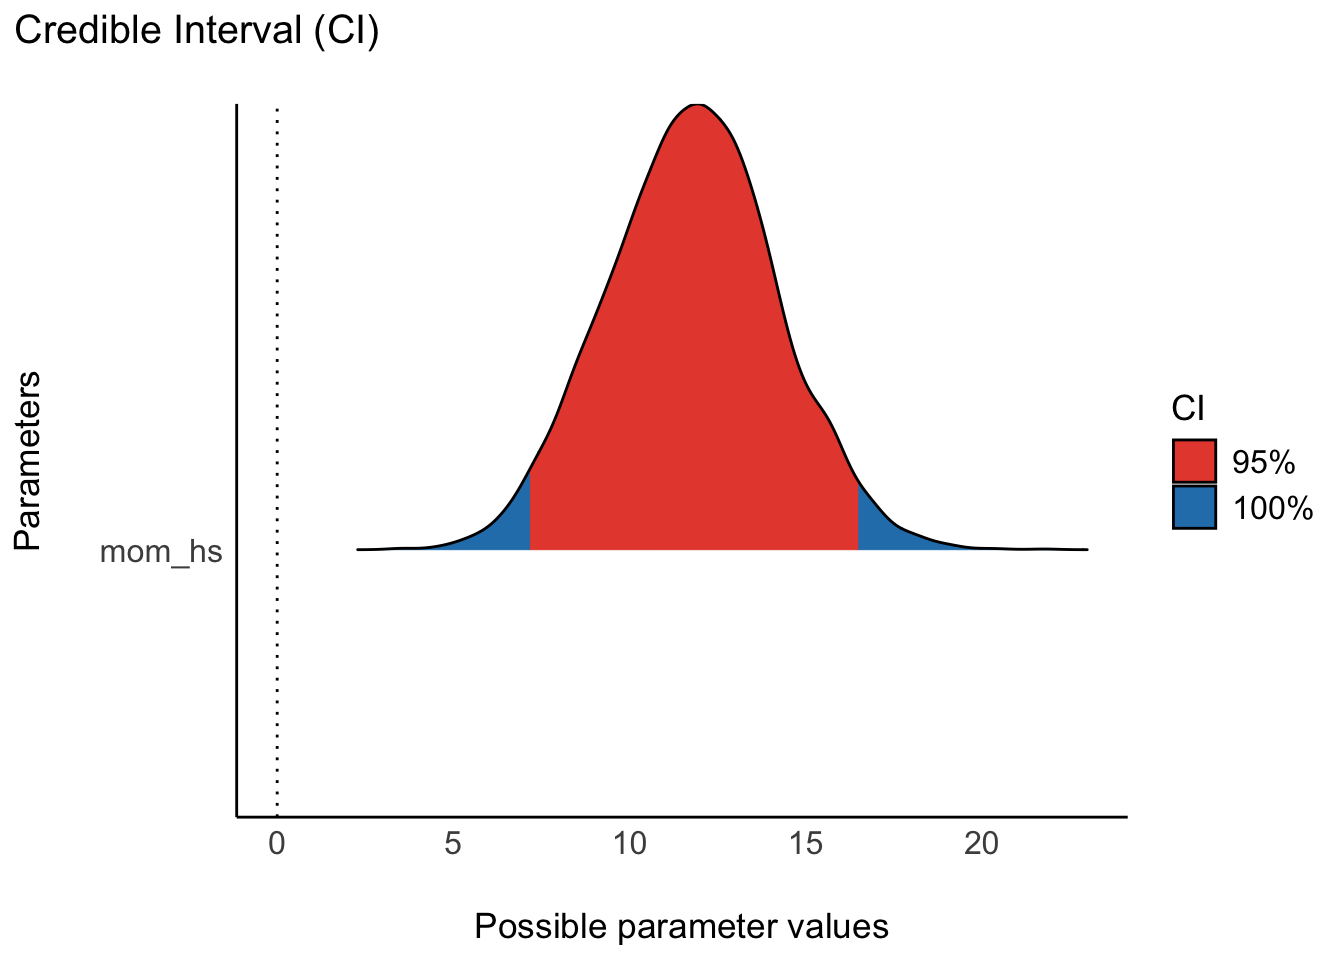 Credible Interval (CI)
Parameters
mom_hs
0 5 10 15 20
Possible parameter values
CI
95%
100%